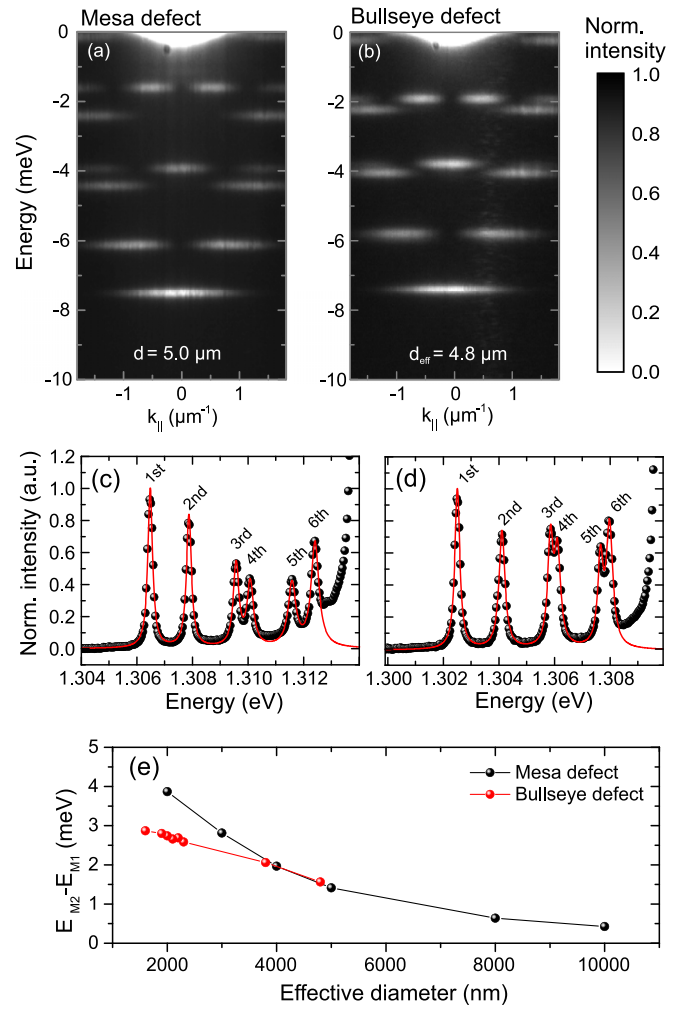 Mesa defect
Bullseye defect
Norm.
intensity
(a)
(b)
0
-2
-4
-6
-8
-10
Energy (meV)
d = 5.0 µm
d_eff = 4.8 µm
-1 0 1
-1 0 1
k_|| (µm⁻¹)
k_|| (µm⁻¹)
1.0
0.8
0.6
0.4
0.2
0.0
(c)
1st
2nd
3rd
4th
5th
6th
1.2
1.0
0.8
0.6
0.4
0.2
0.0
Norm. intensity (a.u.)
1.304 1.306 1.308 1.310 1.312
Energy (eV)
(d)
1st
2nd
3rd
4th
5th
6th
1.300 1.302 1.304 1.306 1.308
Energy (eV)
(e)
Mesa defect
Bullseye defect
5
4
3
2
1
0
E_M2-E_M1
(meV)
2000 4000 6000 8000 10000
Effective diameter (nm)